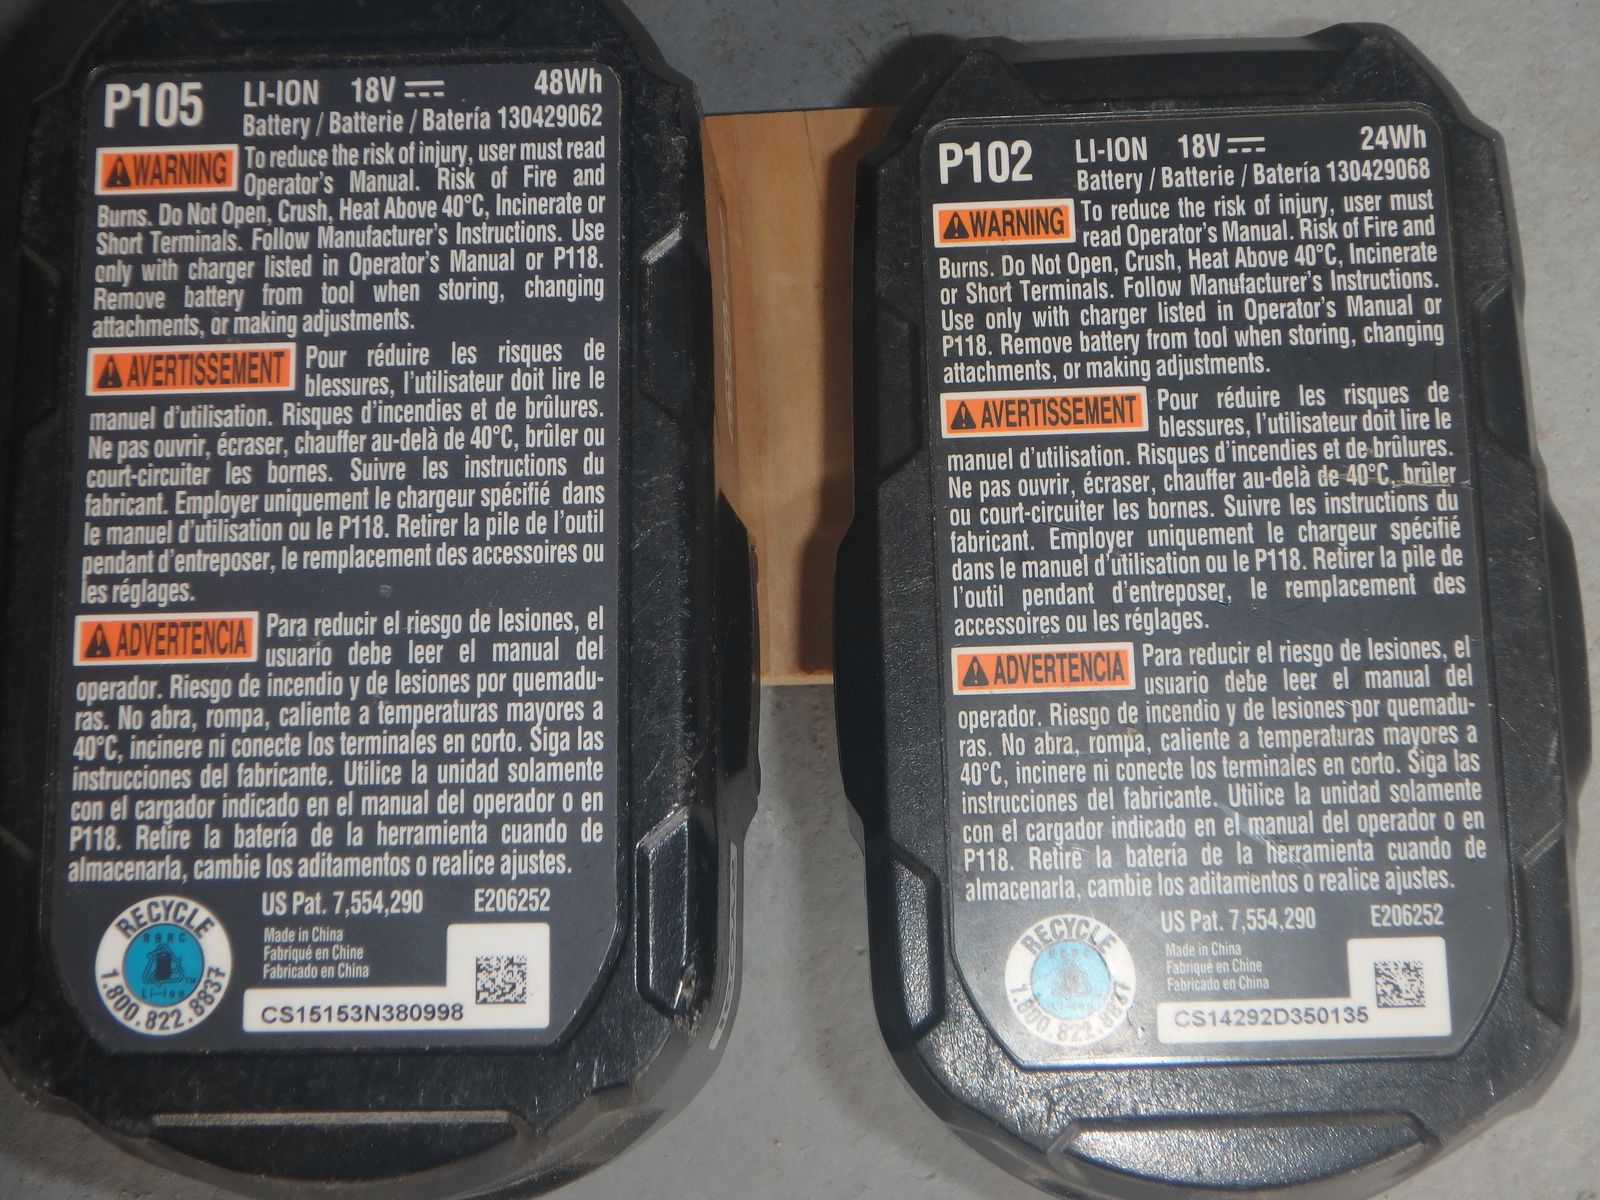 P105 LI-ION 18V 48Wh
Battery / Batterie / Batería 130429062
WARNING To reduce the risk of injury, user must read
Operator's Manual. Risk of Fire and
Burns. Do Not Open, Crush, Heat Above 40°C, Incinerate or
Short Terminals. Follow Manufacturer's Instructions. Use
only with charger listed in Operator's Manual or P118.
Remove battery from tool when storing, changing
attachments, or making adjustments.
AVERTISSEMENT Pour réduire les risques de
blessures, l'utilisateur doit lire le
manuel d'utilisation. Risques d'incendies et de brûlures.
Ne pas ouvrir, écraser, chauffer au-delà de 40°C, brûler ou
court-circuiter les bornes. Suivre les instructions du
fabricant. Employer uniquement le chargeur spécifié dans
le manuel d'utilisation ou le P118. Retirer la pile de l'outil
pendant d'entreposer, le remplacement des accessoires ou
les réglages.
ADVERTENCIA Para reducir el riesgo de lesiones, el
usuario debe leer el manual del
operador. Riesgo de incendio y de lesiones por quemadu-
ras. No abra, rompa, caliente a temperaturas mayores a
40°C, incinere ni conecte los terminales en corto. Siga las
instrucciones del fabricante. Utilice la unidad solamente
con el cargador indicado en el manual del operador o en
P118. Retire la batería de la herramienta cuando de
almacenarla, cambie los aditamentos o realice ajustes.
RECYCLE
RBRC
Li-ion
1.800.822.8837
US Pat. 7,554,290 E206252
Made in China
Fabriqué en Chine
Fabricado en China
CS15153N380998
P102 LI-ION 18V 24Wh
Battery / Batterie / Batería 130429068
WARNING To reduce the risk of injury, user must
read Operator's Manual. Risk of Fire and
Burns. Do Not Open, Crush, Heat Above 40°C, Incinerate
or Short Terminals. Follow Manufacturer's Instructions.
Use only with charger listed in Operator's Manual or
P118. Remove battery from tool when storing, changing
attachments, or making adjustments.
AVERTISSEMENT Pour réduire les risques de
blessures, l'utilisateur doit lire le
manuel d'utilisation. Risques d'incendies et de brûlures.
Ne pas ouvrir, écraser, chauffer au-delà de 40°C, brûler
ou court-circuiter les bornes. Suivre les instructions du
fabricant. Employer uniquement le chargeur spécifié
dans le manuel d'utilisation ou le P118. Retirer la pile de
l'outil pendant d'entreposer, le remplacement des
accessoires ou les réglages.
ADVERTENCIA Para reducir el riesgo de lesiones, el
usuario debe leer el manual del
operador. Riesgo de incendio y de lesiones por quemadu-
ras. No abra, rompa, caliente a temperaturas mayores a
40°C, incinere ni conecte los terminales en corto. Siga las
instrucciones del fabricante. Utilice la unidad solamente
con el cargador indicado en el manual del operador o en
P118. Retire la batería de la herramienta cuando de
almacenarla, cambie los aditamentos o realice ajustes.
RECYCLE
1.800.822.8837
US Pat. 7,554,290 E206252
Made in China
Fabriqué en Chine
Fabricado en China
CS14292D350135